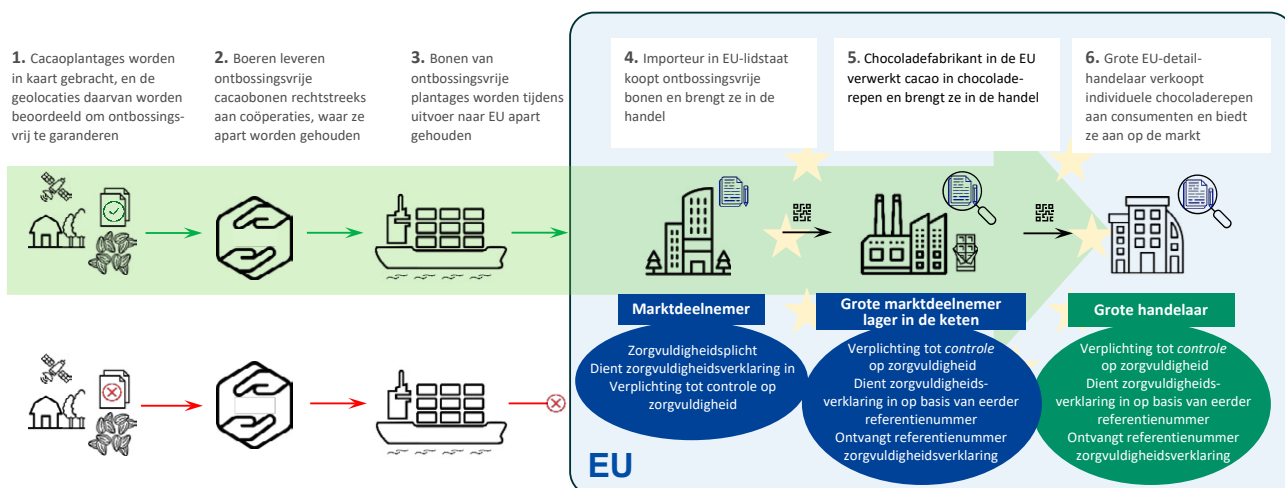 1. Cacaoplantages worden
in kaart gebracht, en de
geolocaties daarvan worden
beoordeeld om ontbossings-
vrij te garanderen
2. Boeren leveren
ontbossingsvrije
cacaobonen rechtstreeks
aan coöperaties, waar ze
apart worden gehouden
3. Bonen van
ontbossingsvrije
plantages worden tijdens
uitvoer naar EU apart
gehouden
4. Importeur in EU-lidstaat
koopt ontbossingsvrije
bonen en brengt ze in de
handel
5. Chocoladefabrikant in de EU
verwerkt cacao in chocolade-
repen en brengt ze in de handel
6. Grote EU-detail-
handelaar verkoopt
individuele chocoladerepen
aan consumenten en biedt
ze aan op de markt
Marktdeelnemer
Zorgvuldigheidsplicht
Dient zorgvuldigheidsverklaring in
Verplichting tot controle op
zorgvuldigheid
Grote marktdeelnemer
lager in de keten
Verplichting tot controle
op zorgvuldigheid
Dient zorgvuldigheids-
verklaring in op basis van eerder
referentienummer
Ontvangt referentienummer
zorgvuldigheidsverklaring
Grote handelaar
Verplichting tot controle
op zorgvuldigheid
Dient zorgvuldigheids-
verklaring in op basis van eerder
referentienummer
Ontvangt referentienummer
zorgvuldigheidsverklaring
EU